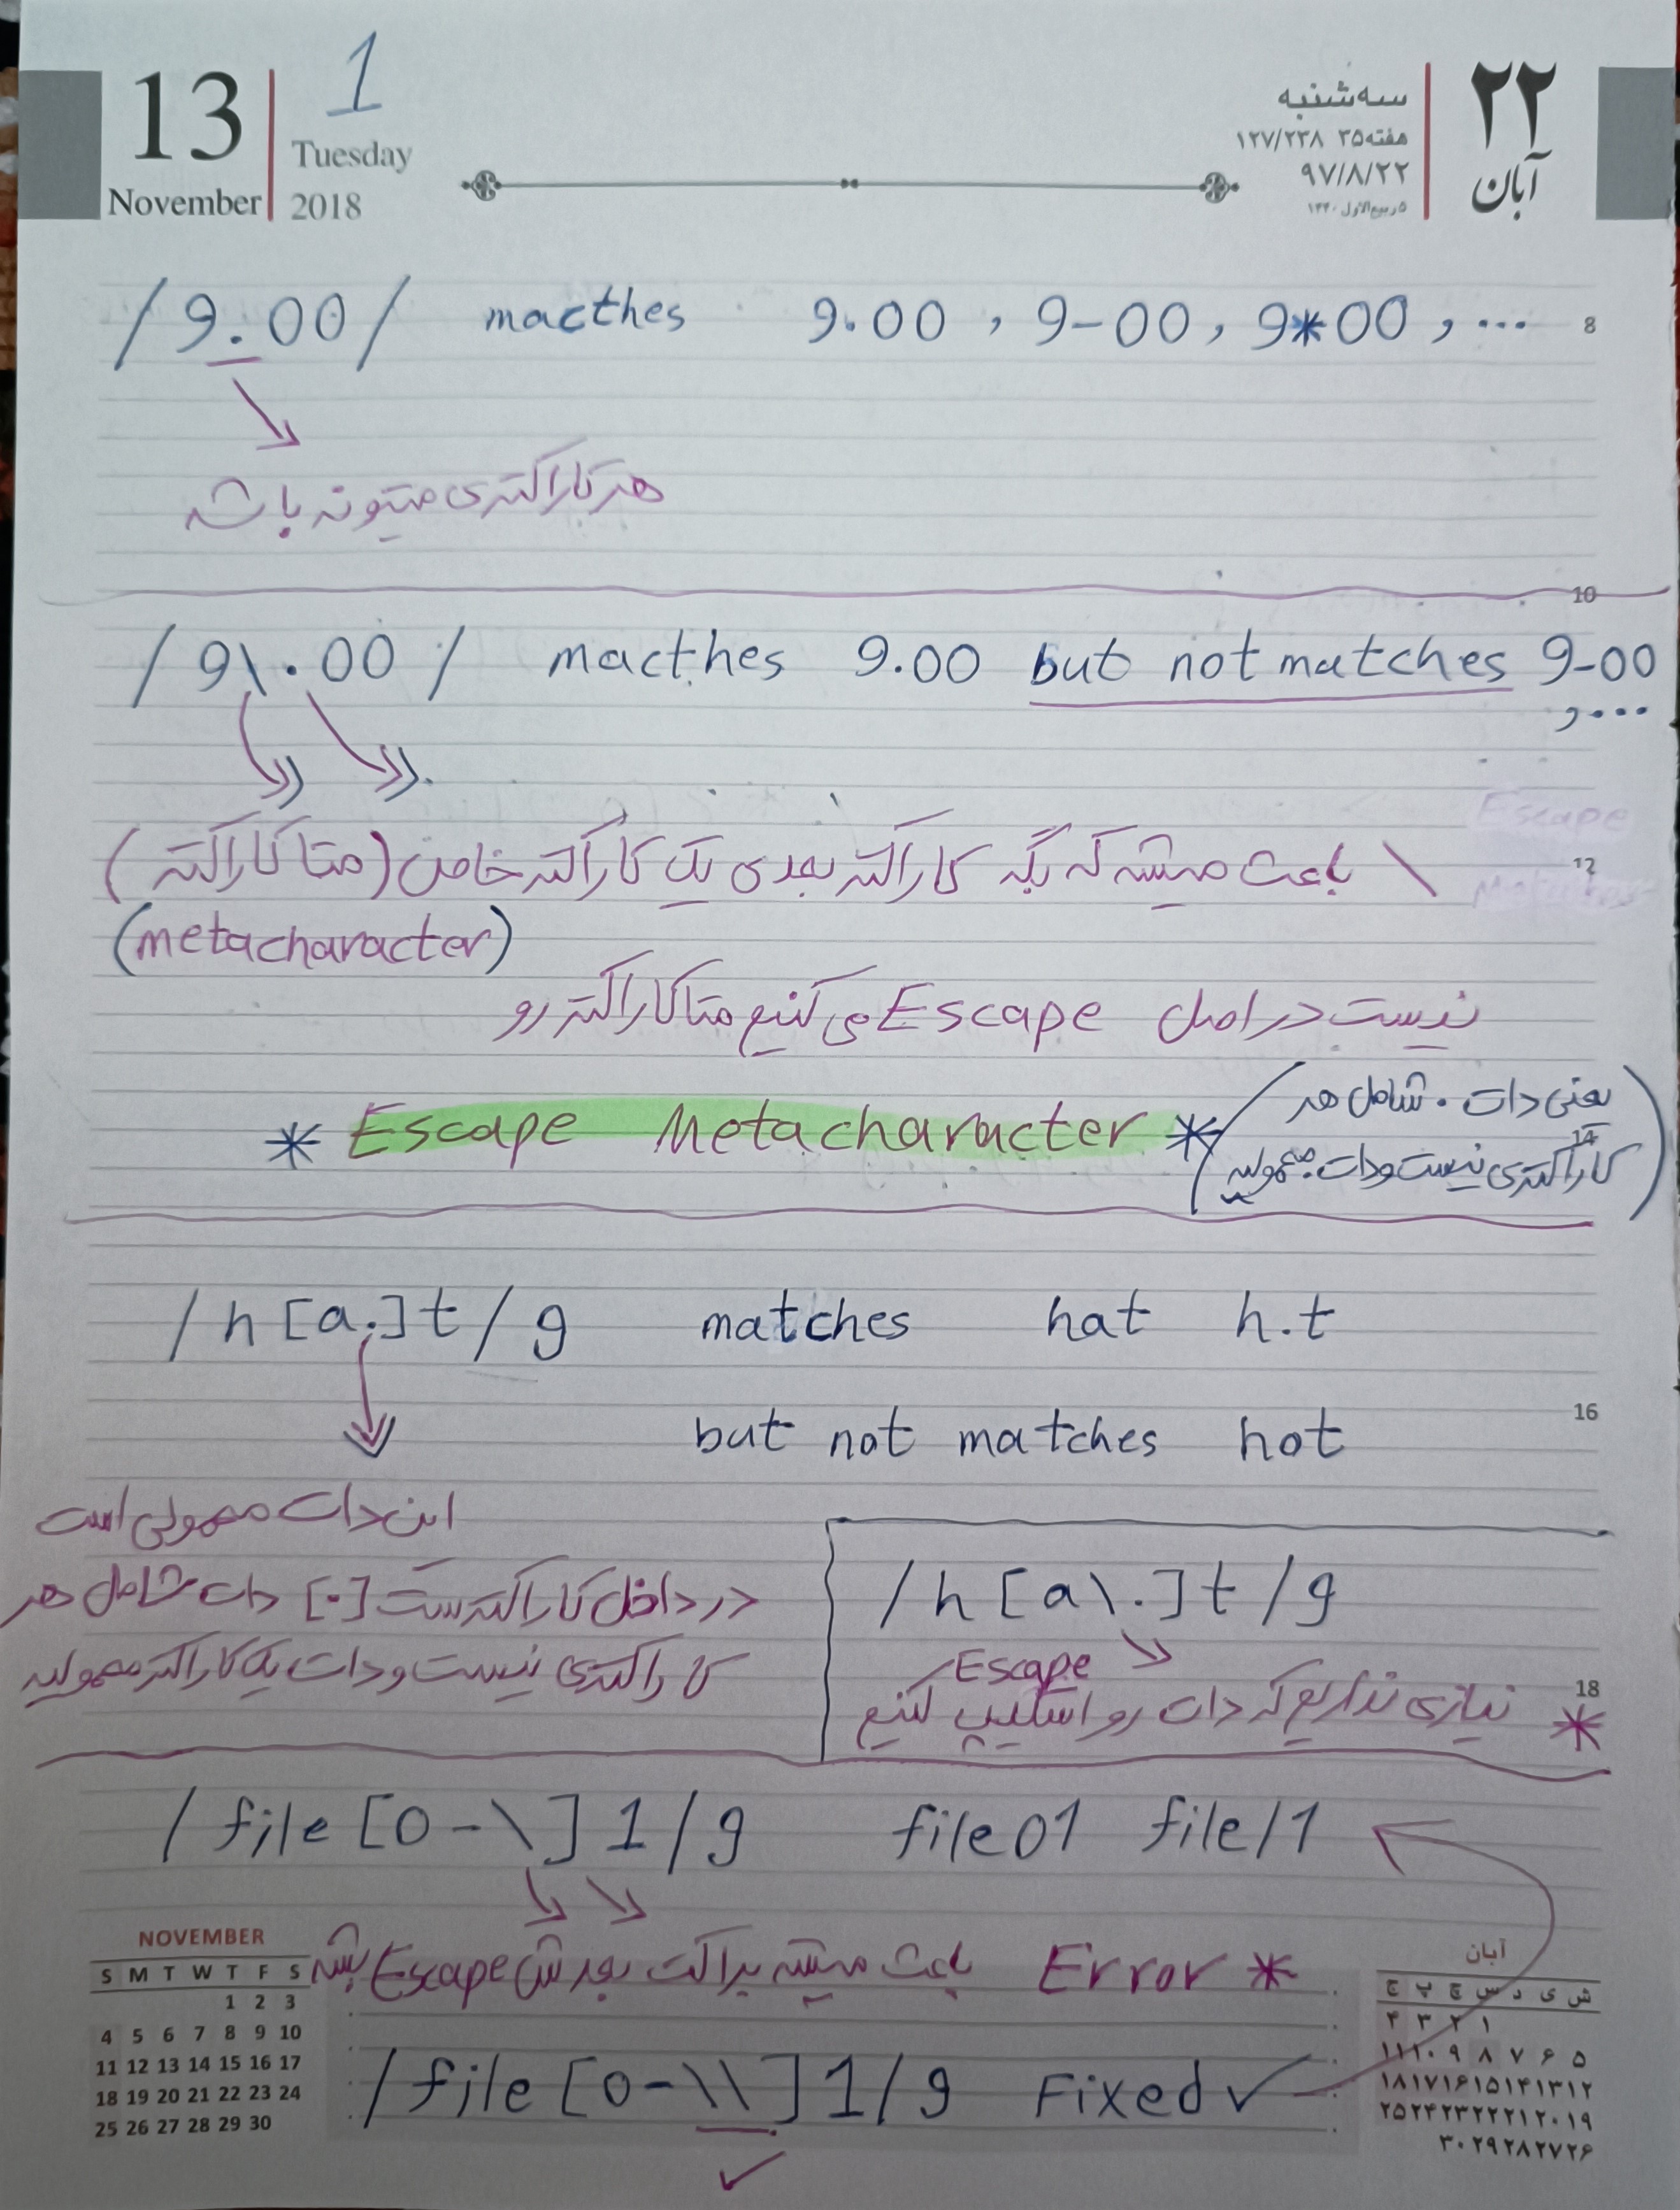 13
November
1
Tuesday
2018
سه‌شنبه
هفته ۳۵ ۱۲۷/۲۳۸
۹۷/۸/۲۲
۵ ربیع‌الاول ۱۴۴۰
۲۲
آبان
/9.00/ macthes 9.00 , 9-00 , 9*00 , ... 8
هر کاراکتری میتونه باشه
10
/9\.00/ macthes 9.00 but not matches 9-00
, ...
\ باعث میشه که بگه کاراکتر بعدی یک کاراکتر خاص (متا کاراکتر) 12
(metacharacter)
نیست در اصل Escape می کنیم متا کاراکتر رو
* Escape Metacharacter *
(یعنی دات . شامل هر
14
کاراکتری نیست و دات معمولیه)
/h[a.]t/g matches hat h.t
but not matches hot 16
این دات معمولی است
در داخل کاراکتر ست [.] دات شامل هر
کاراکتری نیست و دات یه کاراکتر معمولیه
/h[a\.]t/g
Escape
نیازی نداریم که دات رو اسکیپ کنیم 18
*
/file[0-\]1/g file01 file/1
* Error باعث میشه براکت بعدش Escape بشه
/file[0-\\]1/g Fixed ✓
✓
NOVEMBER
S M T W T F S
1 2 3
4 5 6 7 8 9 10
11 12 13 14 15 16 17
18 19 20 21 22 23 24
25 26 27 28 29 30
آبان
ش ی د س چ پ ج
۱ ۲ ۳ ۴
۵ ۶ ۷ ۸ ۹ ۱۰ ۱۱
۱۲ ۱۳ ۱۴ ۱۵ ۱۶ ۱۷ ۱۸
۱۹ ۲۰ ۲۱ ۲۲ ۲۳ ۲۴ ۲۵
۲۶ ۲۷ ۲۸ ۲۹ ۳۰